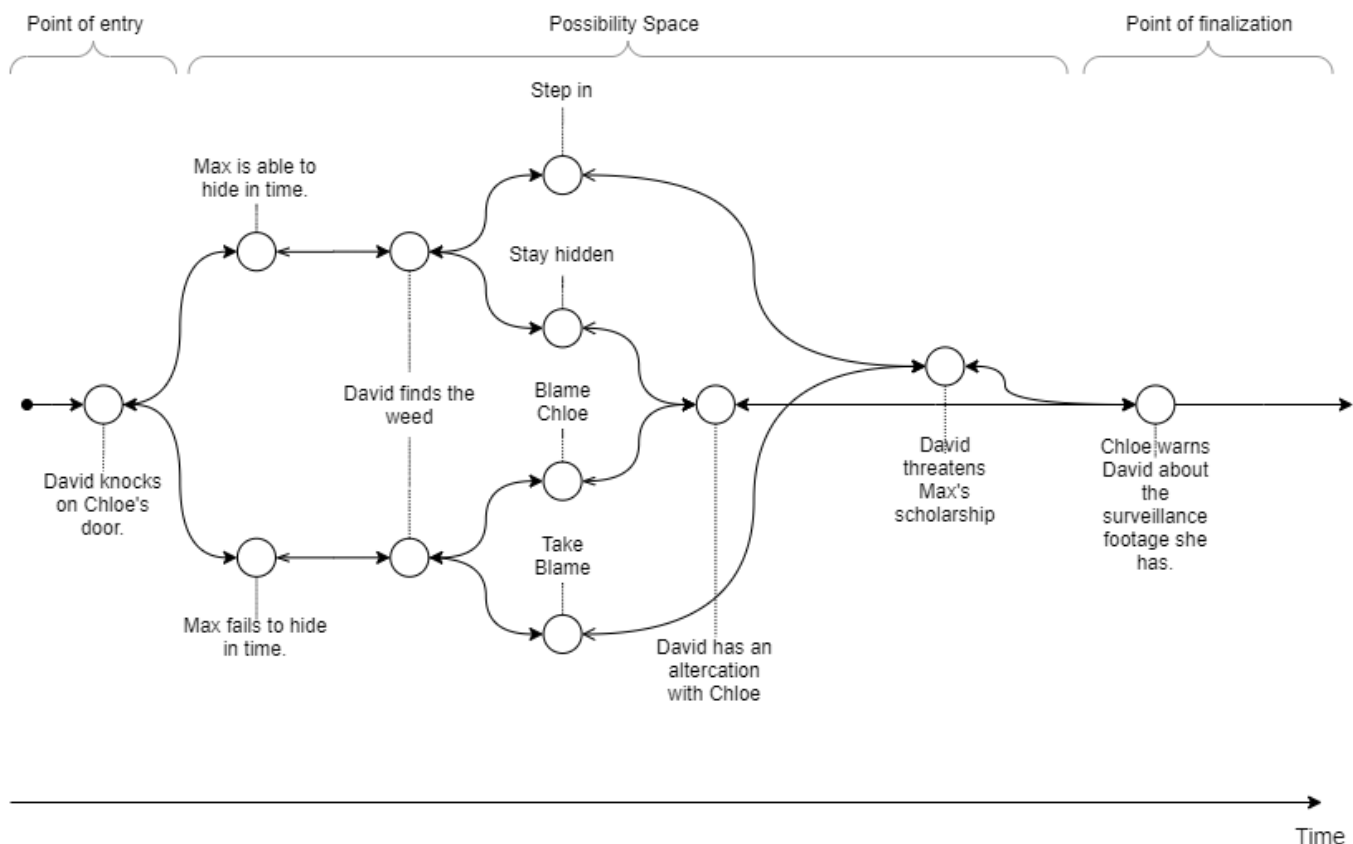 Point of entry
Possibility Space
Point of finalization
Step in
Max is able to
hide in time.
Stay hidden
David finds the
weed
Blame
Chloe
David knocks
on Chloe's
door.
David
threatens
Max's
scholarship
Chloe warns
David about
the
surveillance
footage she
has.
Take
Blame
Max fails to hide
in time.
David has an
altercation
with Chloe
Time